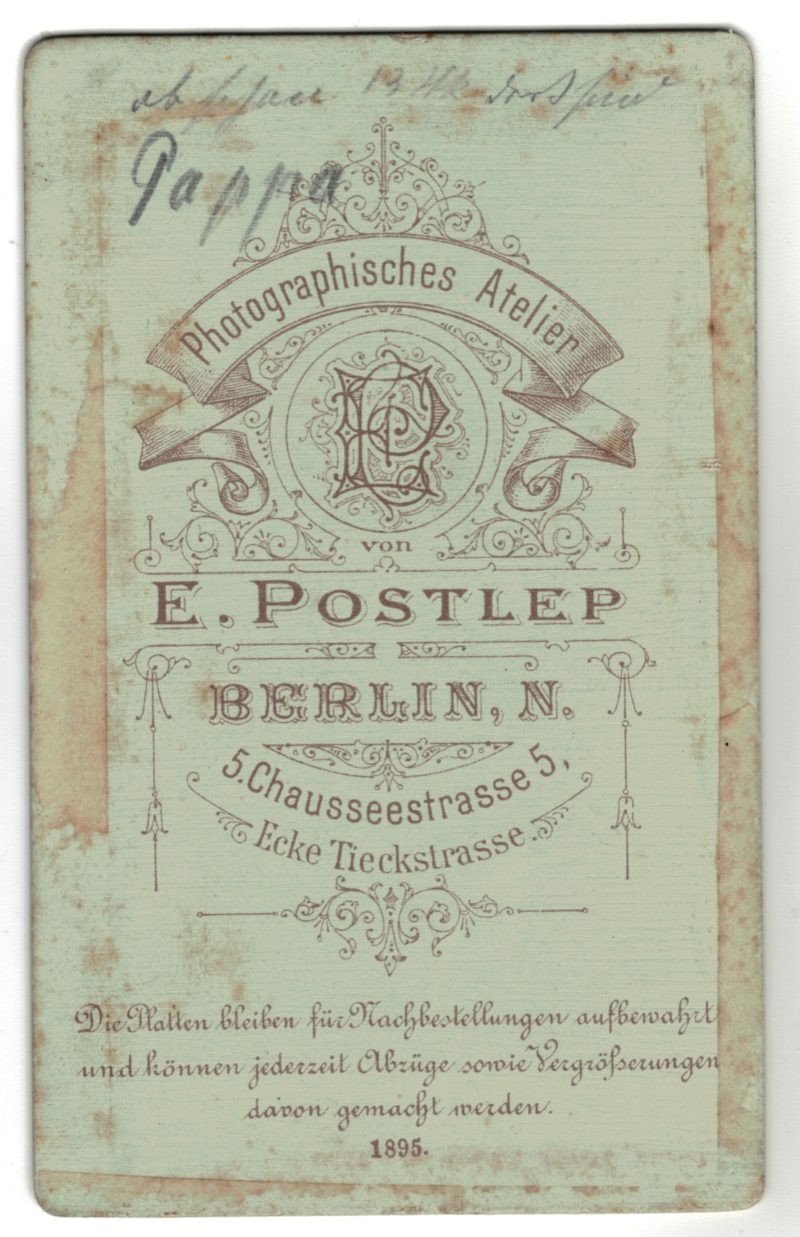 Pappa
Photographisches Atelier
EP
von
E. POSTLEP
BERLIN, N.
5. Chausseestrasse 5,
Ecke Tieckstrasse.
Die Platten bleiben für Nachbestellungen aufbewahrt
und können jederzeit Abzüge sowie Vergrößerungen
davon gemacht werden.
1895.